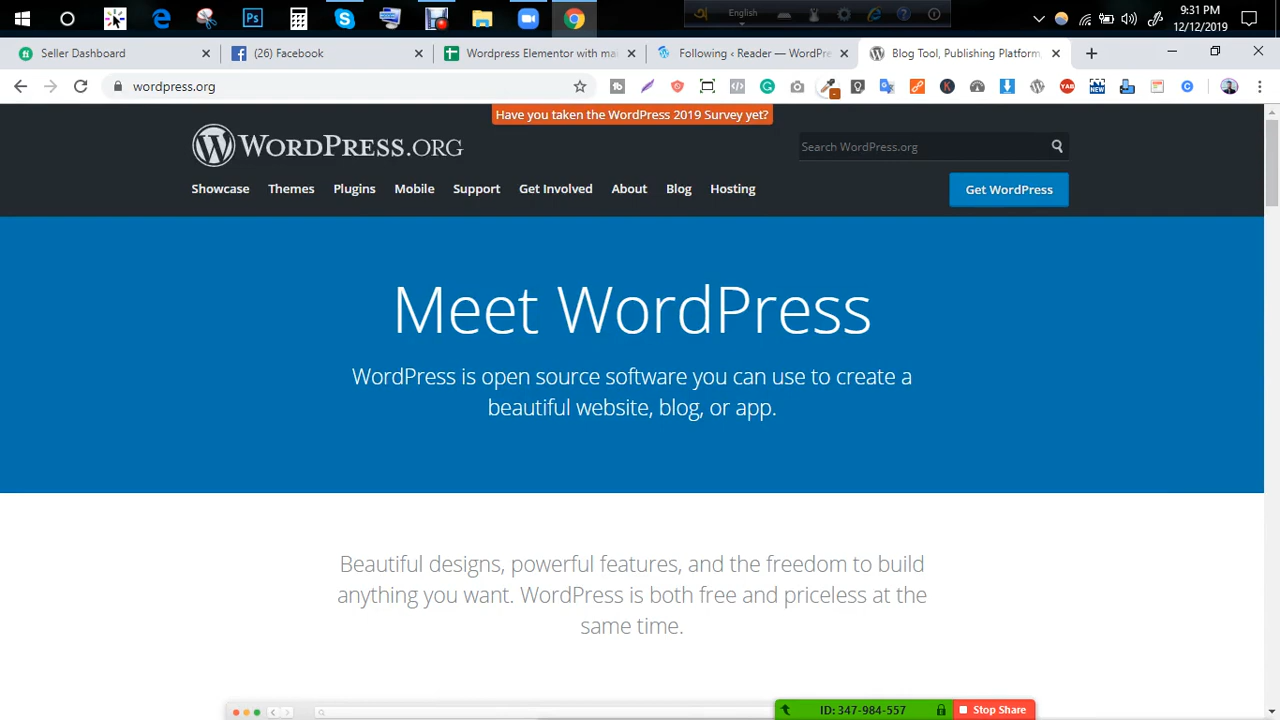 English
9:31 PM
12/12/2019
Seller Dashboard
(26) Facebook
Wordpress Elementor with mai
Following ‹ Reader — WordPre
Blog Tool, Publishing Platform,
wordpress.org
Have you taken the WordPress 2019 Survey yet?
WORDPRESS.ORG
Search WordPress.org
Showcase Themes Plugins Mobile Support Get Involved About Blog Hosting
Get WordPress
Meet WordPress
WordPress is open source software you can use to create a
beautiful website, blog, or app.
Beautiful designs, powerful features, and the freedom to build
anything you want. WordPress is both free and priceless at the
same time.
ID: 347-984-557
Stop Share